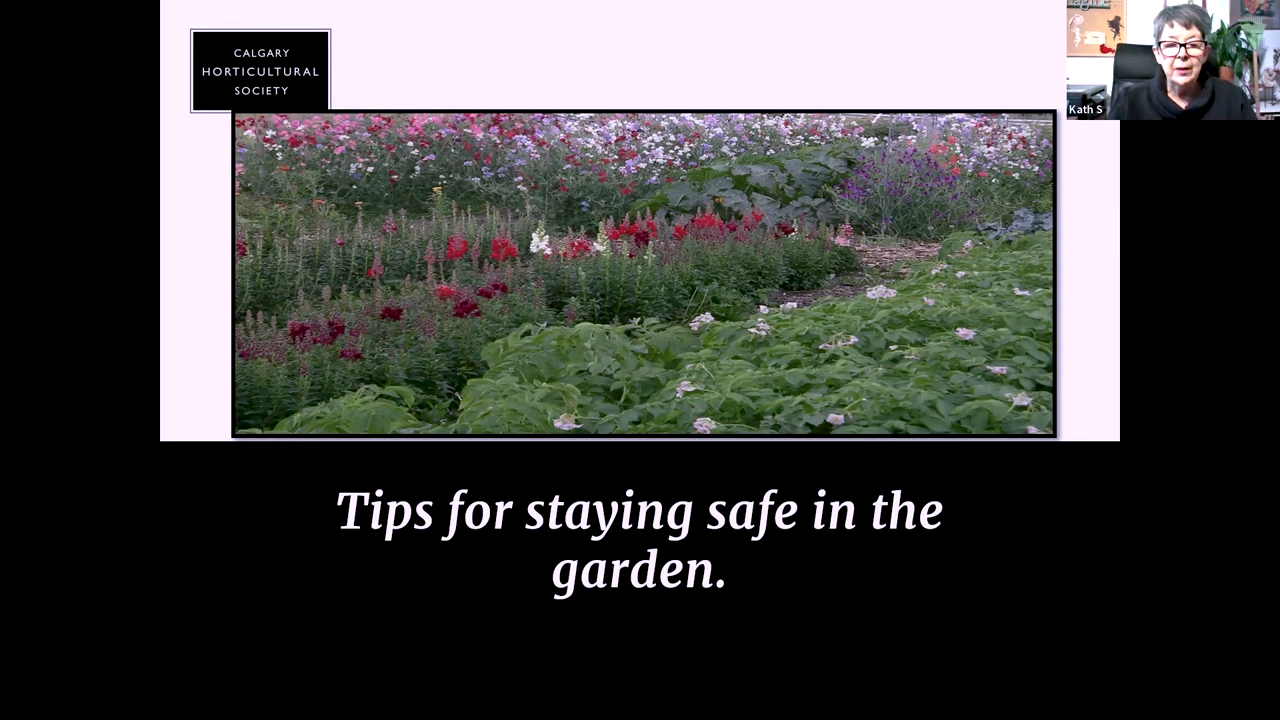 CALGARY
HORTICULTURAL
SOCIETY
Kath S
Tips for staying safe in the
garden.